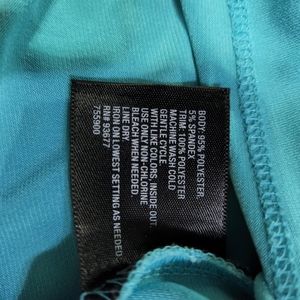 BODY: 95% POLYESTER,
5% SPANDEX
TRIM: 100% POLYESTER
MACHINE WASH COLD
GENTLE CYCLE
WITH LIKE COLORS. INSIDE OUT.
USE ONLY NON-CHLORINE
BLEACH WHEN NEEDED.
LINE DRY.
IRON ON LOWEST SETTING AS NEEDED.
RN# 93677
755900